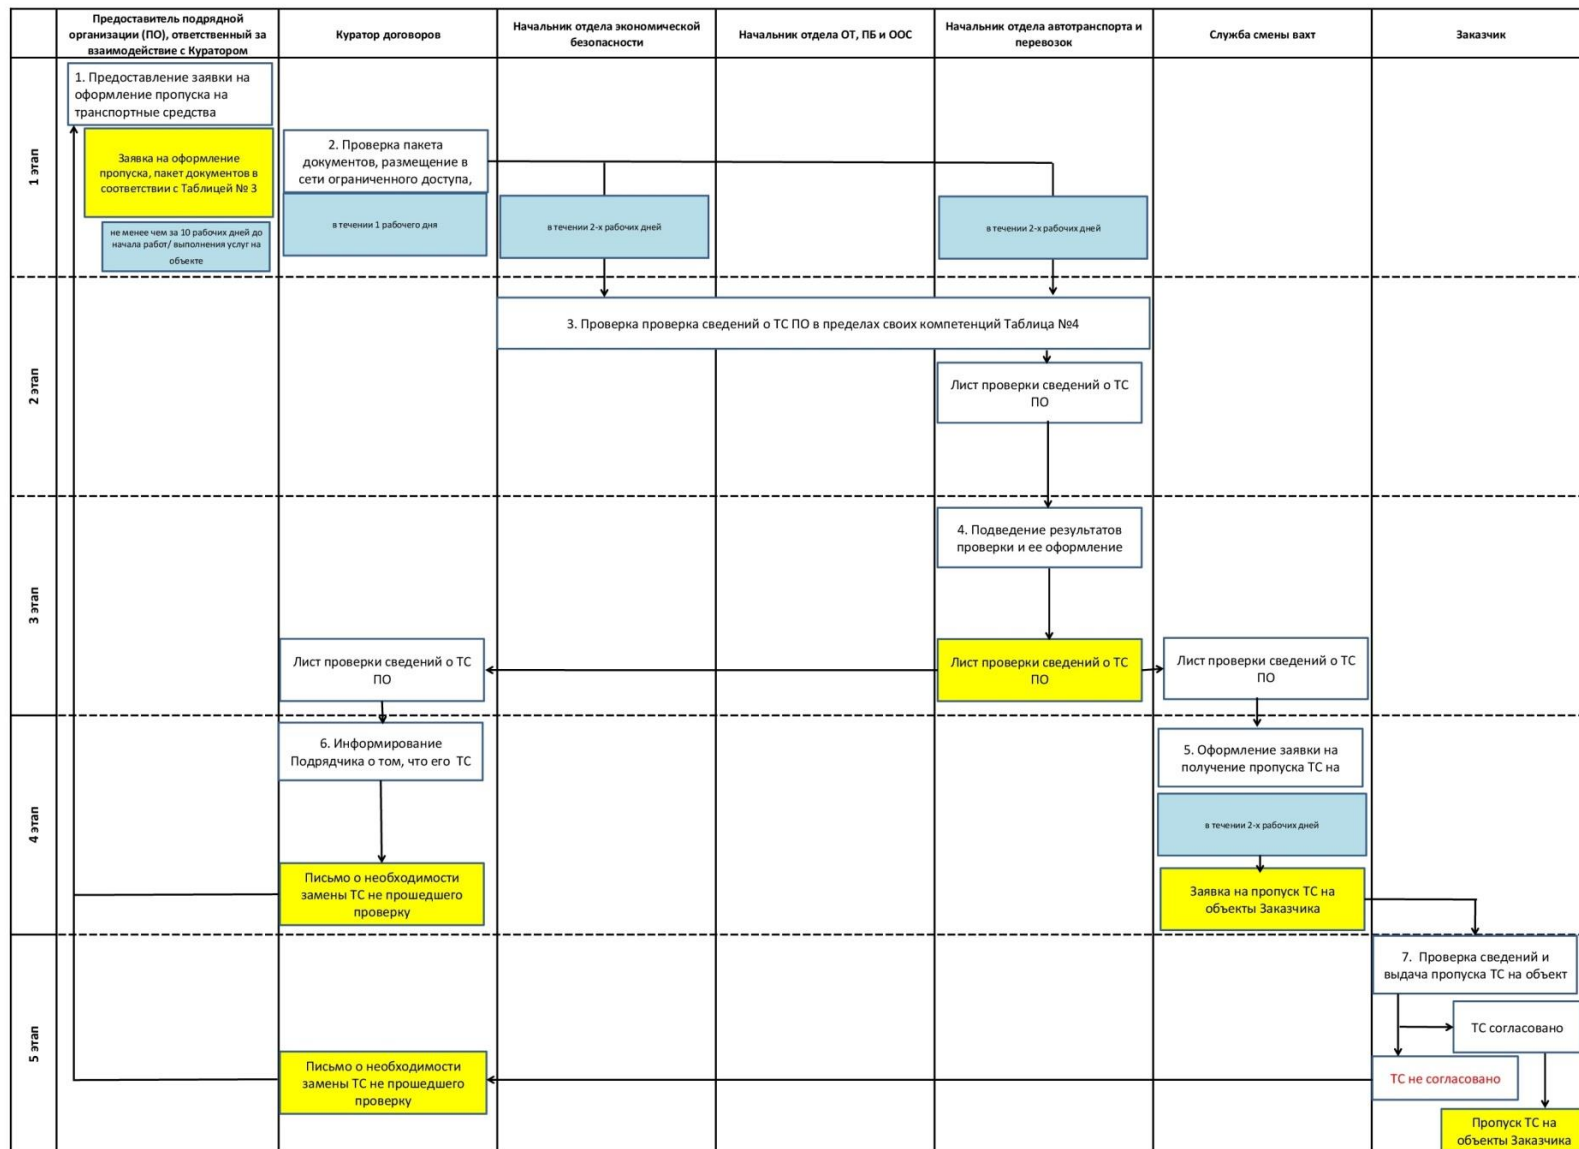 Предоставитель подрядной
организации (ПО), ответственный за
взаимодействие с Куратором
Куратор договоров
Начальник отдела экономической
безопасности
Начальник отдела ОТ, ПБ и ООС
Начальник отдела автотранспорта и
перевозок
Служба смены вахт
Заказчик
1 этап
1. Предоставление заявки на
оформление пропуска на
транспортные средства
Заявка на оформление
пропуска, пакет документов в
соответствии с Таблицей № 3
не менее чем за 10 рабочих дней до
начала работ/ выполнения услуг на
объекте
2. Проверка пакета
документов, размещение в
сети ограниченного доступа,
в течении 1 рабочего дня
в течении 2-х рабочих дней
в течении 2-х рабочих дней
2 этап
3. Проверка проверка сведений о ТС ПО в пределах своих компетенций Таблица №4
Лист проверки сведений о ТС
ПО
3 этап
4. Подведение результатов
проверки и ее оформление
Лист проверки сведений о ТС
ПО
Лист проверки сведений о ТС
ПО
Лист проверки сведений о ТС
ПО
4 этап
6. Информирование
Подрядчика о том, что его ТС
5. Оформление заявки на
получение пропуска ТС на
в течении 2-х рабочих дней
Письмо о необходимости
замены ТС не прошедшего
проверку
Заявка на пропуск ТС на
объекты Заказчика
5 этап
7. Проверка сведений и
выдача пропуска ТС на объект
ТС согласовано
ТС не согласовано
Письмо о необходимости
замены ТС не прошедшего
проверку
Пропуск ТС на
объекты Заказчика